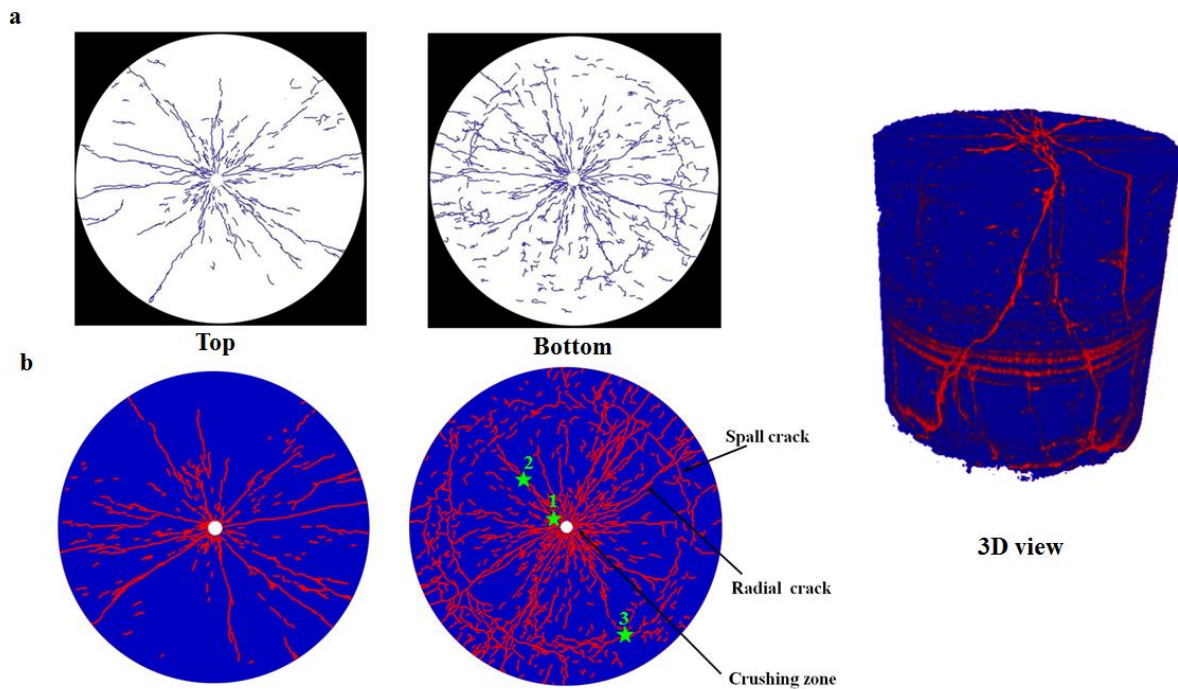 a
Top
Bottom
b
Spall crack
2
1
3D view
Radial crack
3
Crushing zone